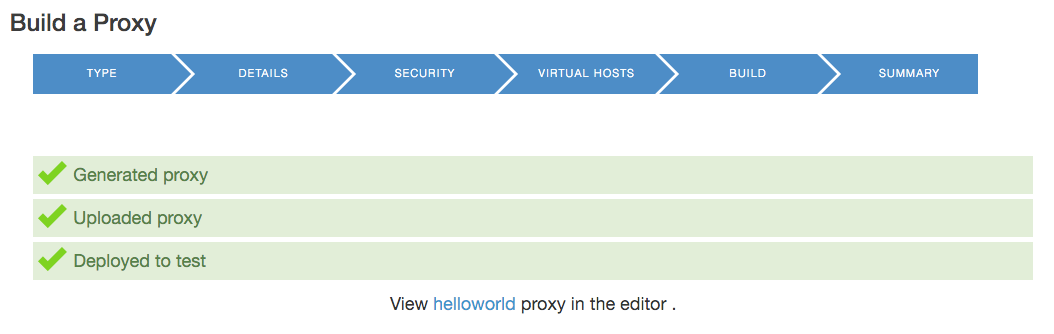 Build a Proxy
TYPE DETAILS SECURITY VIRTUAL HOSTS BUILD SUMMARY
Generated proxy
Uploaded proxy
Deployed to test
View helloworld proxy in the editor .